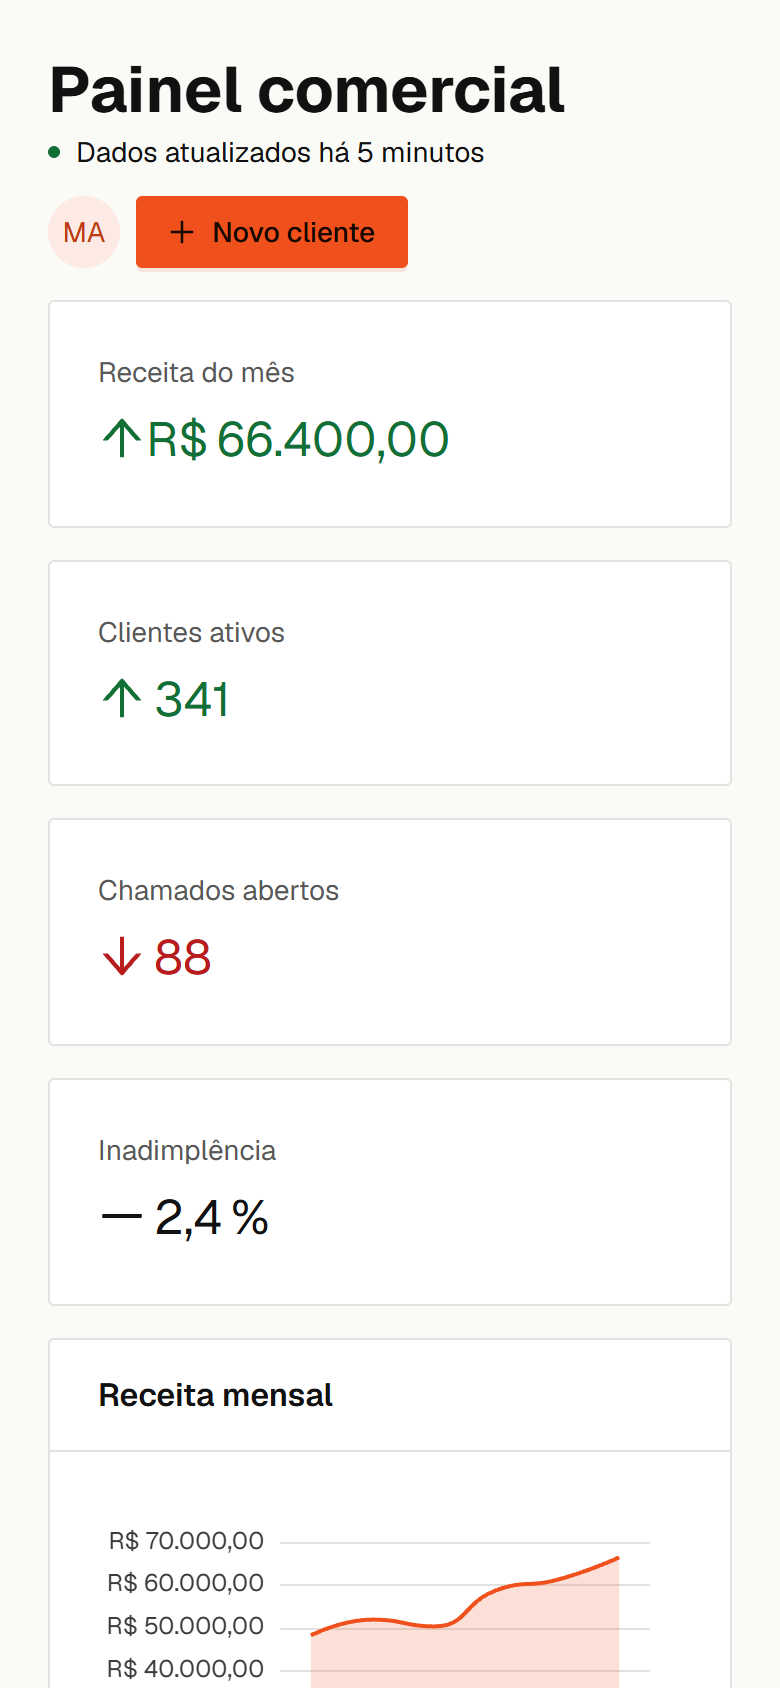 Painel comercial
Dados atualizados há 5 minutos
MA
Novo cliente
Receita do mês
R$ 66.400,00
Clientes ativos
341
Chamados abertos
88
Inadimplência
2,4 %
Receita mensal
R$ 70.000,00
R$ 60.000,00
R$ 50.000,00
R$ 40.000,00